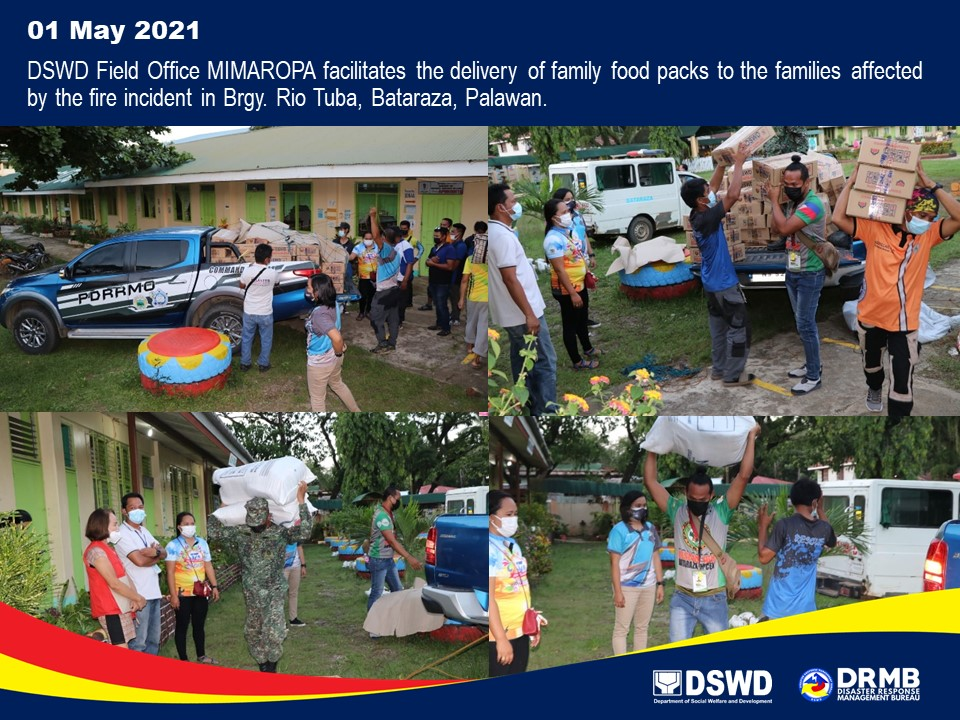 01 May 2021
DSWD Field Office MIMAROPA facilitates the delivery of family food packs to the families affected
by the fire incident in Brgy. Rio Tuba, Bataraza, Palawan.
PDRRMO
COMMAND
BATARAZA
RESCUE
DSWD
Department of Social Welfare and Development
DRMB
DISASTER RESPONSE
MANAGEMENT BUREAU